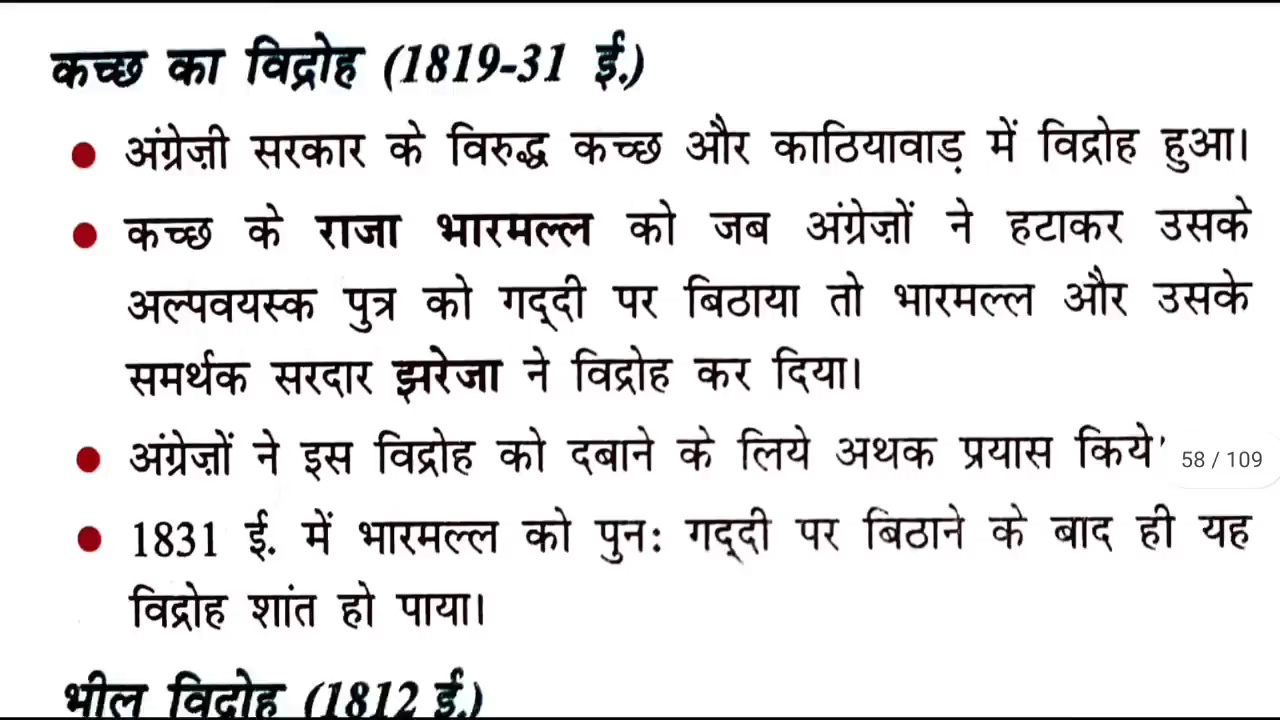 कच्छ का विद्रोह (1819-31 ई.)
• अंग्रेज़ी सरकार के विरुद्ध कच्छ और काठियावाड़ में विद्रोह हुआ।
• कच्छ के राजा भारमल्ल को जब अंग्रेज़ों ने हटाकर उसके
अल्पवयस्क पुत्र को गद्‌दी पर बिठाया तो भारमल्ल और उसके
समर्थक सरदार झरेजा ने विद्रोह कर दिया।
• अंग्रेज़ों ने इस विद्रोह को दबाने के लिये अथक प्रयास किये
58 / 109
• 1831 ई. में भारमल्ल को पुन: गद्‌दी पर बिठाने के बाद ही यह
विद्रोह शांत हो पाया।
भील विद्रोह (1812 ई.)